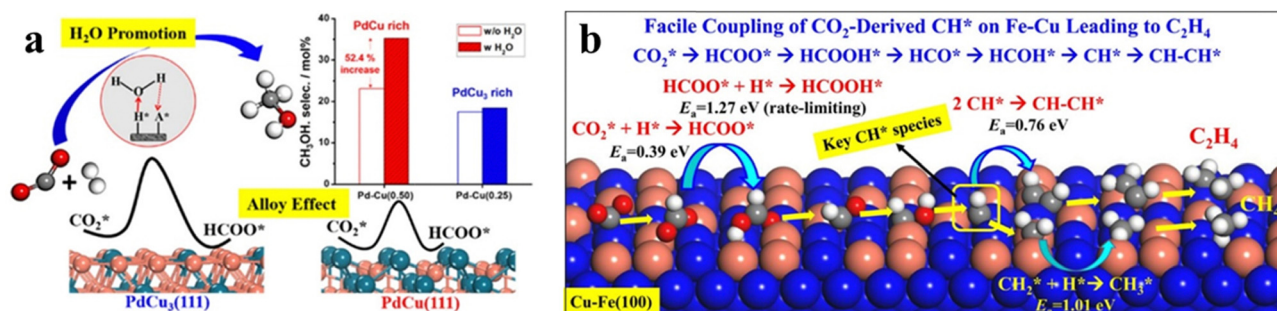 a
H₂O Promotion
H
H
O
H*
A*
+
CO₂*
HCOO*
PdCu₃(111)
CH₃OH. selec. / mol%
40
30
20
10
0
PdCu rich
w/o H₂O
w H₂O
52.4 %
increase
PdCu₃ rich
Pd-Cu(0.50)
Pd-Cu(0.25)
Alloy Effect
CO₂*
HCOO*
PdCu(111)
b
Facile Coupling of CO₂-Derived CH* on Fe-Cu Leading to C₂H₄
CO₂* → HCOO* → HCOOH* → HCO* → HCOH* → CH* → CH-CH*
HCOO* + H* → HCOOH*
Eₐ=1.27 eV (rate-limiting)
CO₂* + H* → HCOO*
Eₐ=0.39 eV
Key CH* species
2 CH* → CH-CH*
Eₐ=0.76 eV
C₂H₄
CH
CH₂* + H* → CH₃*
Eₐ=1.01 eV
Cu-Fe(100)